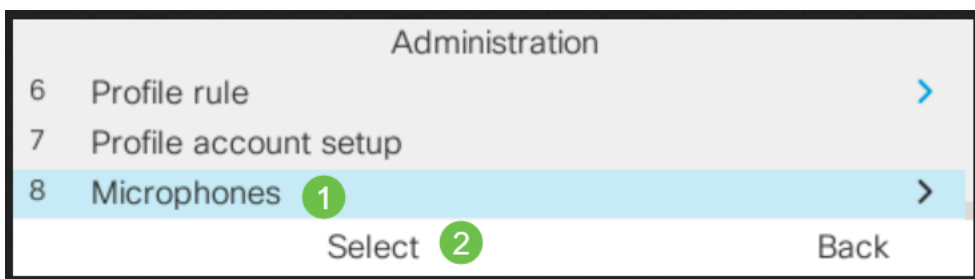 Administration
6 Profile rule >
7 Profile account setup
8 Microphones 1 >
Select 2 Back